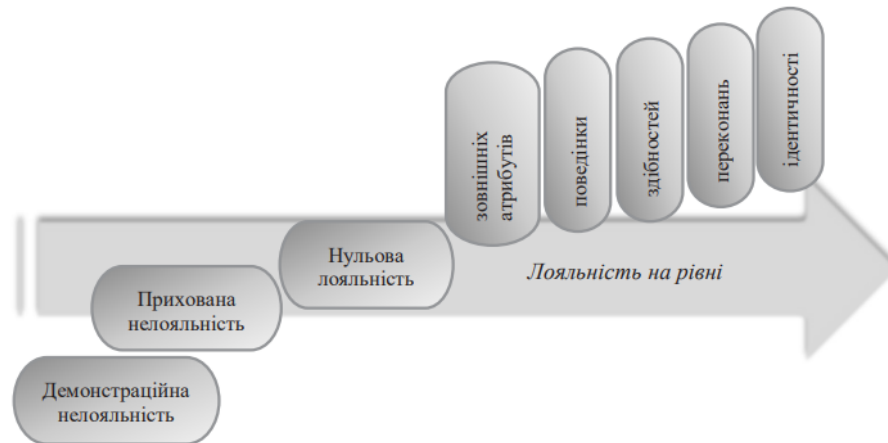 зовнішніх
атрибутів
поведінки
здібностей
переконань
ідентичності
Нульова
лояльність
Лояльність на рівні
Прихована
нелояльність
Демонстраційна
нелояльність